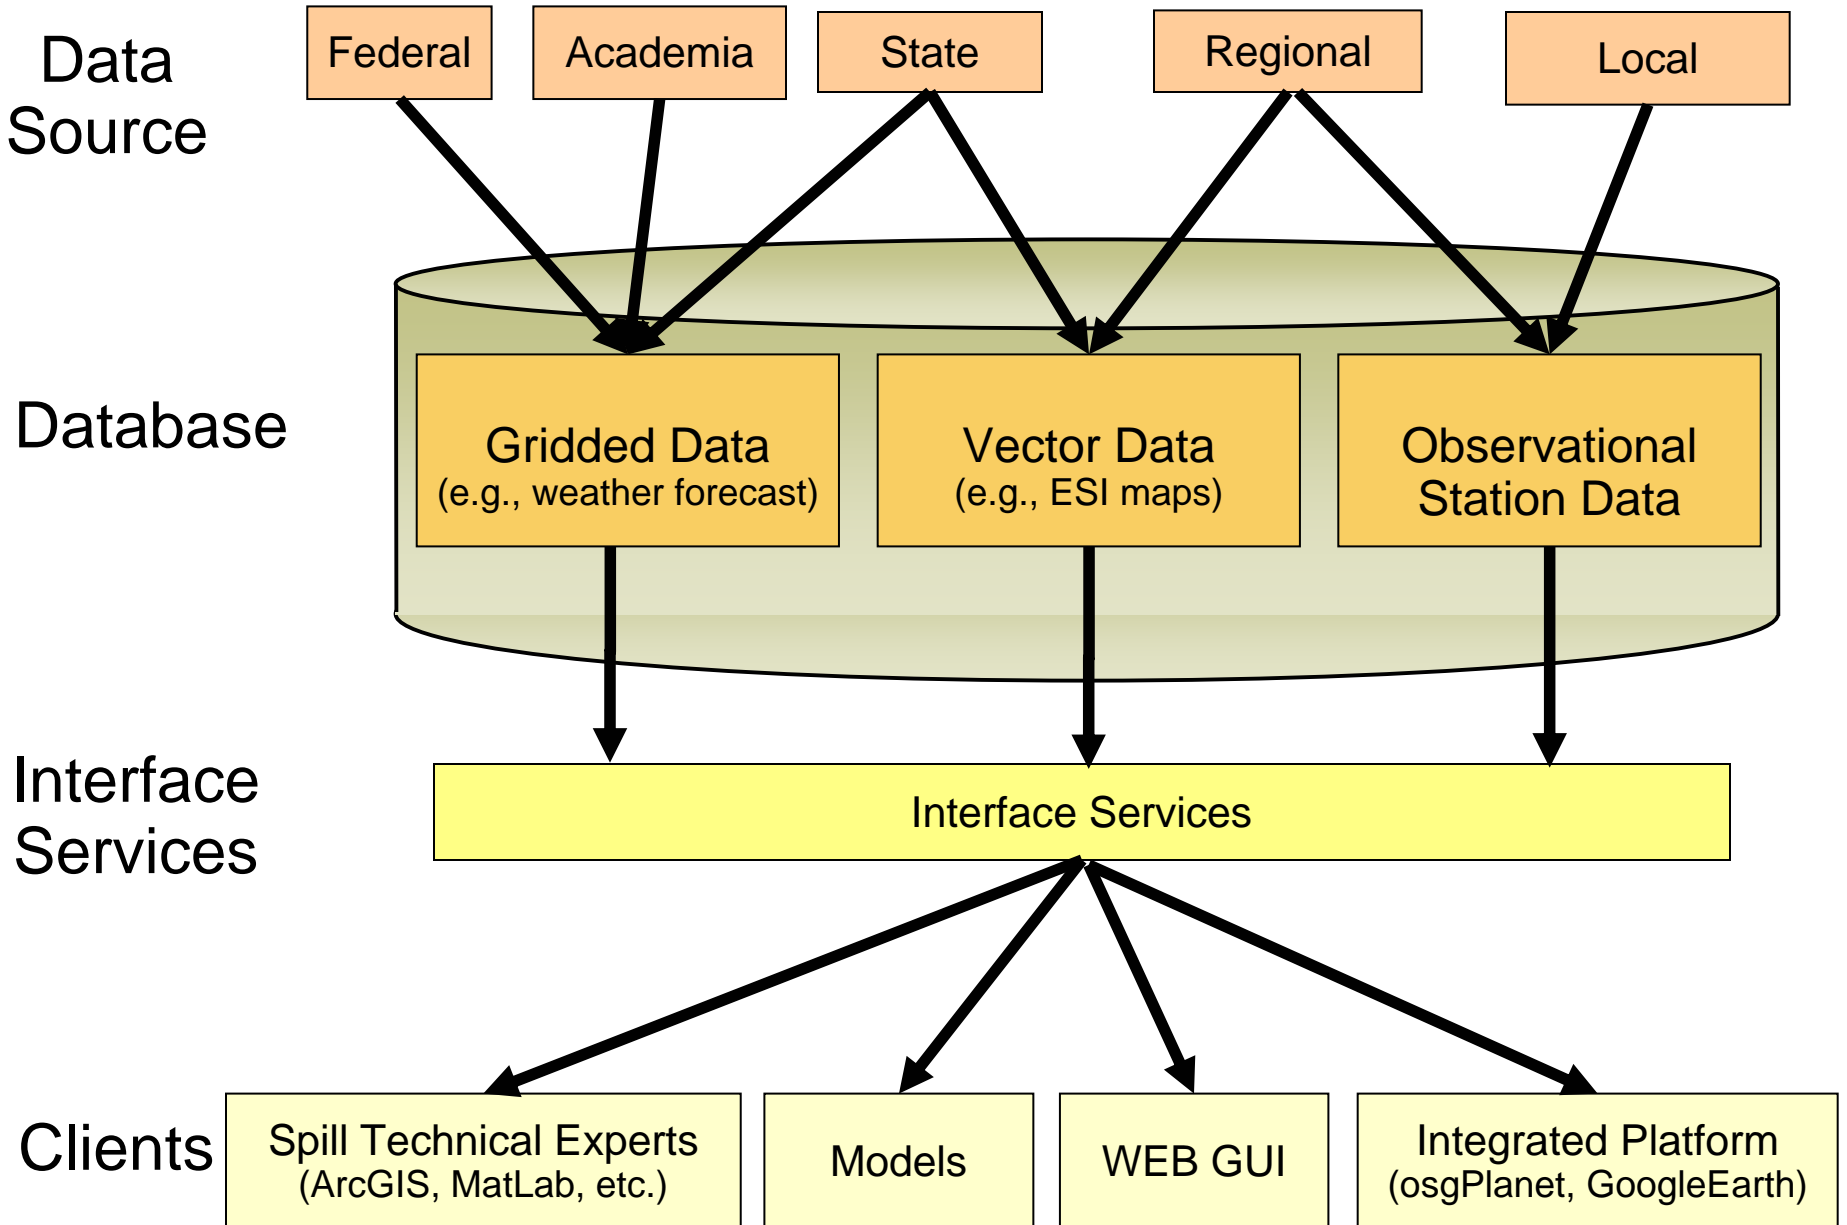 Data
Source
Federal
Academia
State
Regional
Local
Database
Gridded Data
(e.g., weather forecast)
Vector Data
(e.g., ESI maps)
Observational
Station Data
Interface
Services
Interface Services
Clients
Spill Technical Experts
(ArcGIS, MatLab, etc.)
Models
WEB GUI
Integrated Platform
(osgPlanet, GoogleEarth)